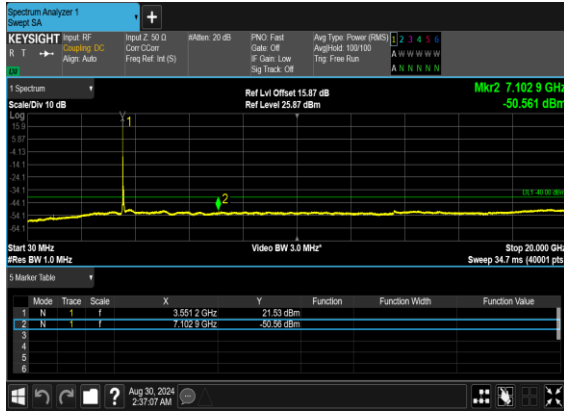 Spectrum Analyzer 1
Swept SA
+
KEYSIGHT
R T
LU
Input: RF
Coupling: DC
Align: Auto
Input Z: 50 Ω
Corr CCorr
Freq Ref: Int (S)
#Atten: 20 dB
PNO: Fast
Gate: Off
IF Gain: Low
Sig Track: Off
Avg Type: Power (RMS)
Avg|Hold: 100/100
Trig: Free Run
1 2 3 4 5 6
A W W W W W
A N N N N N
1 Spectrum
Scale/Div 10 dB
Ref Lvl Offset 15.87 dB
Ref Level 25.87 dBm
Mkr2 7.102 9 GHz
-50.561 dBm
Log
15.9
5.87
-4.13
-14.1
-24.1
-34.1
-44.1
-54.1
-64.1
1
2
DL1 -40.00 dBm
Start 30 MHz
#Res BW 1.0 MHz
Video BW 3.0 MHz*
Stop 20.000 GHz
Sweep 34.7 ms (40001 pts)
5 Marker Table
Mode Trace Scale X Y Function Function Width Function Value
1 N 1 f 3.551 2 GHz 21.53 dBm
2 N 1 f 7.102 9 GHz -50.56 dBm
3
4
5
6
?
Aug 30, 2024
2:37:07 AM